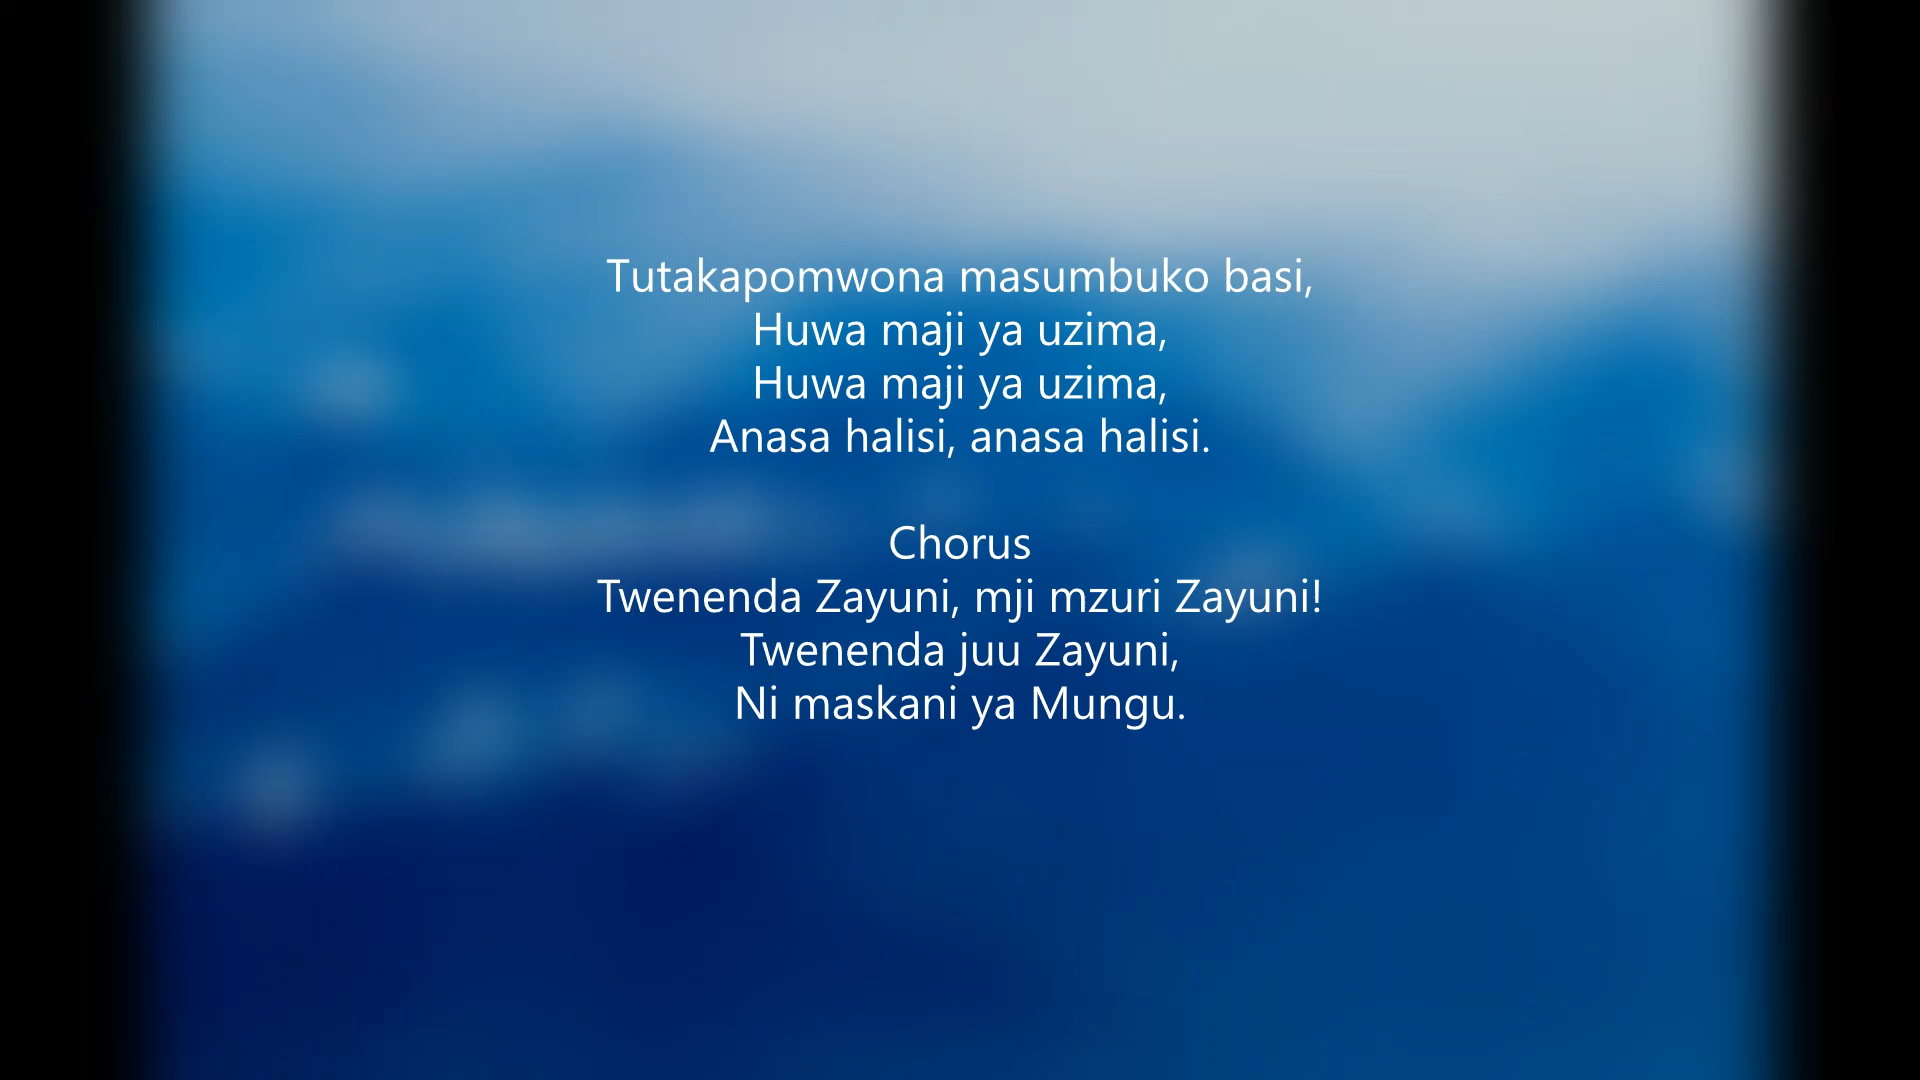 Tutakapomwona masumbuko basi,
Huwa maji ya uzima,
Huwa maji ya uzima,
Anasa halisi, anasa halisi.
Chorus
Twenenda Zayuni, mji mzuri Zayuni!
Twenenda juu Zayuni,
Ni maskani ya Mungu.